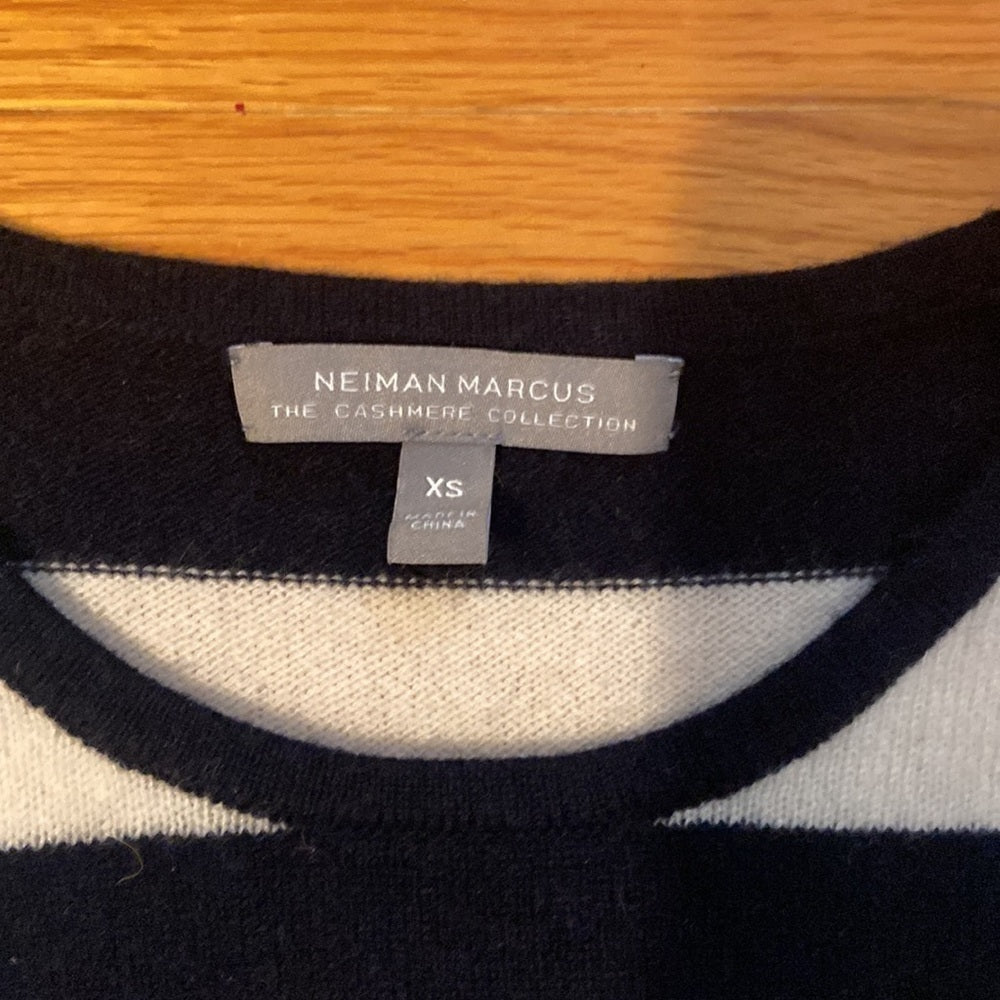 NEIMAN MARCUS
THE CASHMERE COLLECTION
XS
MADE IN
CHINA